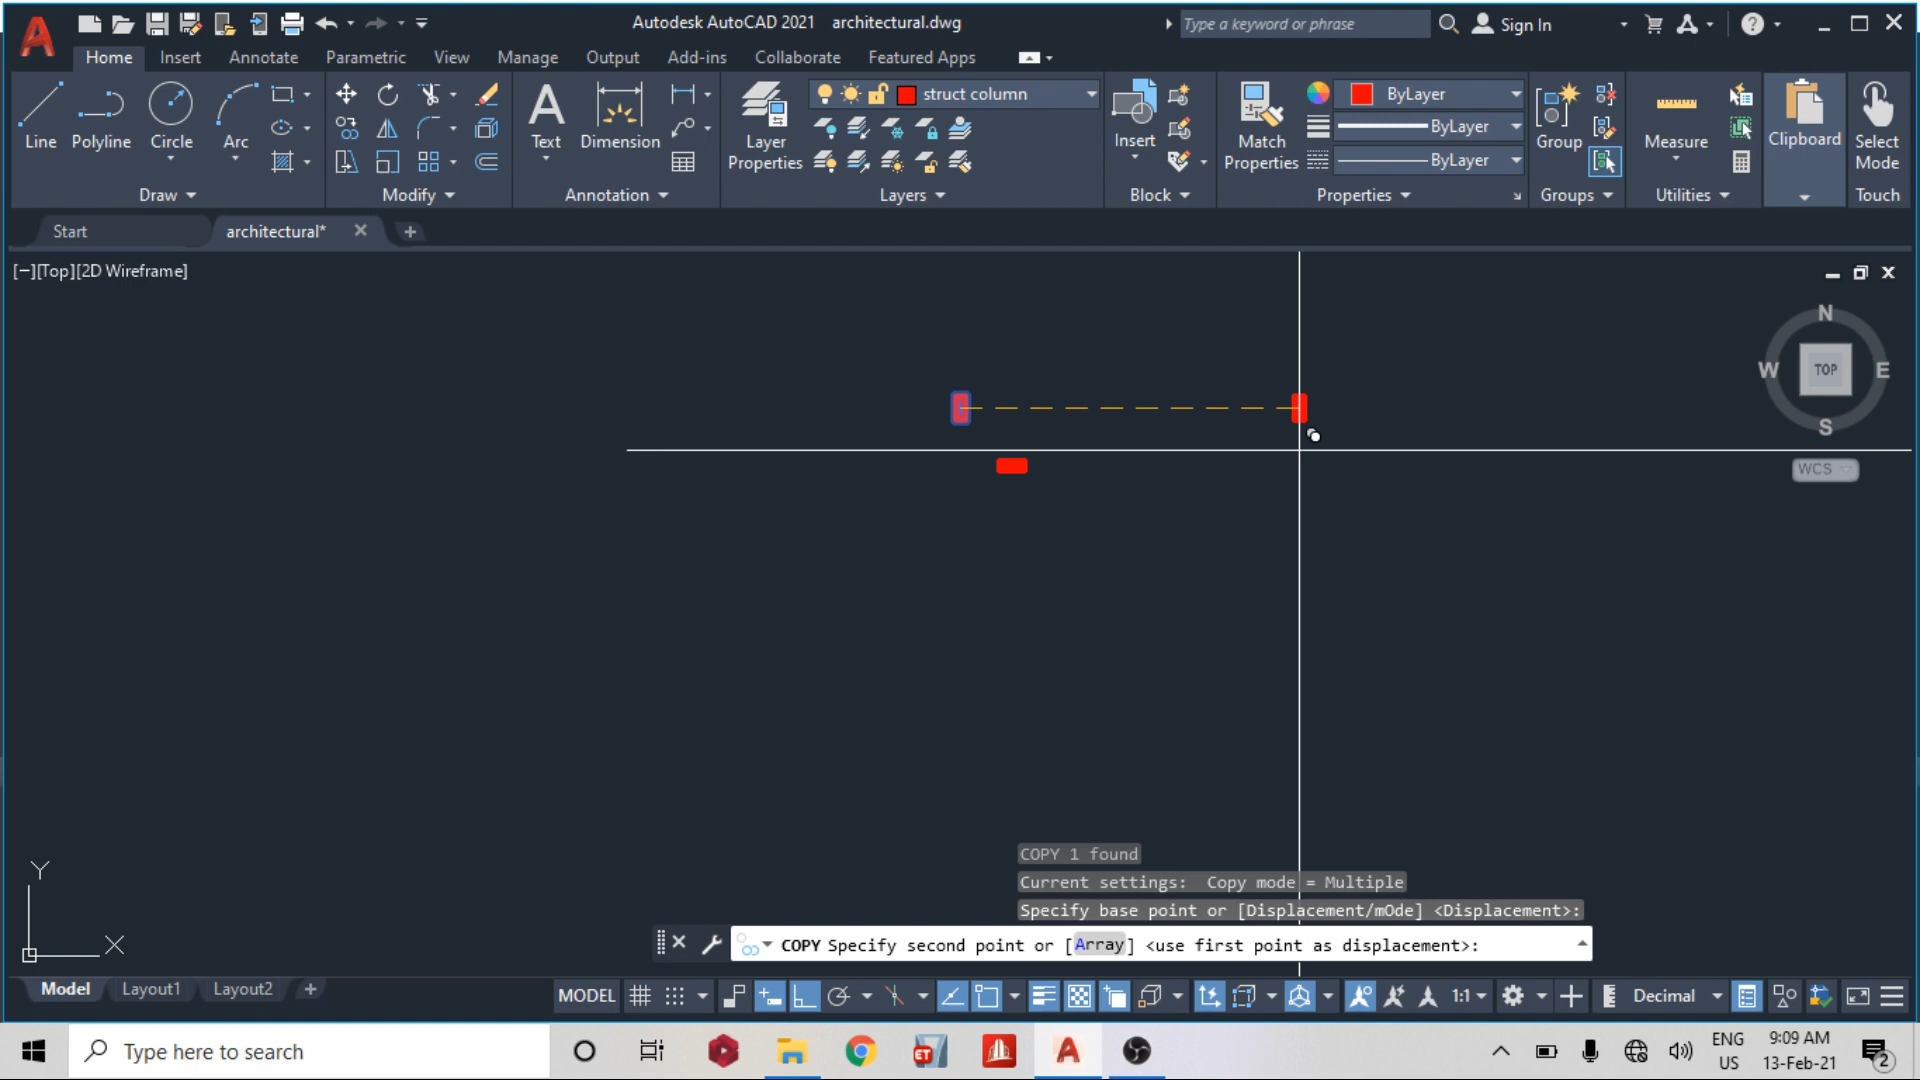 Autodesk AutoCAD 2021 architectural.dwg
Type a keyword or phrase
Sign In
Home Insert Annotate Parametric View Manage Output Add-ins Collaborate Featured Apps
struct column
ByLayer
ByLayer
ByLayer
Line Polyline Circle Arc
Text Dimension
Layer Properties
Insert
Match Properties
Group
Measure
Clipboard
Select Mode
Draw Modify Annotation Layers Block Properties Groups Utilities Touch
Start architectural* +
[−][Top][2D Wireframe]
N
W TOP E
S
WCS
Y
X
COPY 1 found
Current settings: Copy mode = Multiple
Specify base point or [Displacement/mOde] <Displacement>:
COPY Specify second point or [Array] <use first point as displacement>:
Model Layout1 Layout2 +
MODEL 1:1 Decimal
Type here to search
ET
ENG
US
9:09 AM
13-Feb-21
2